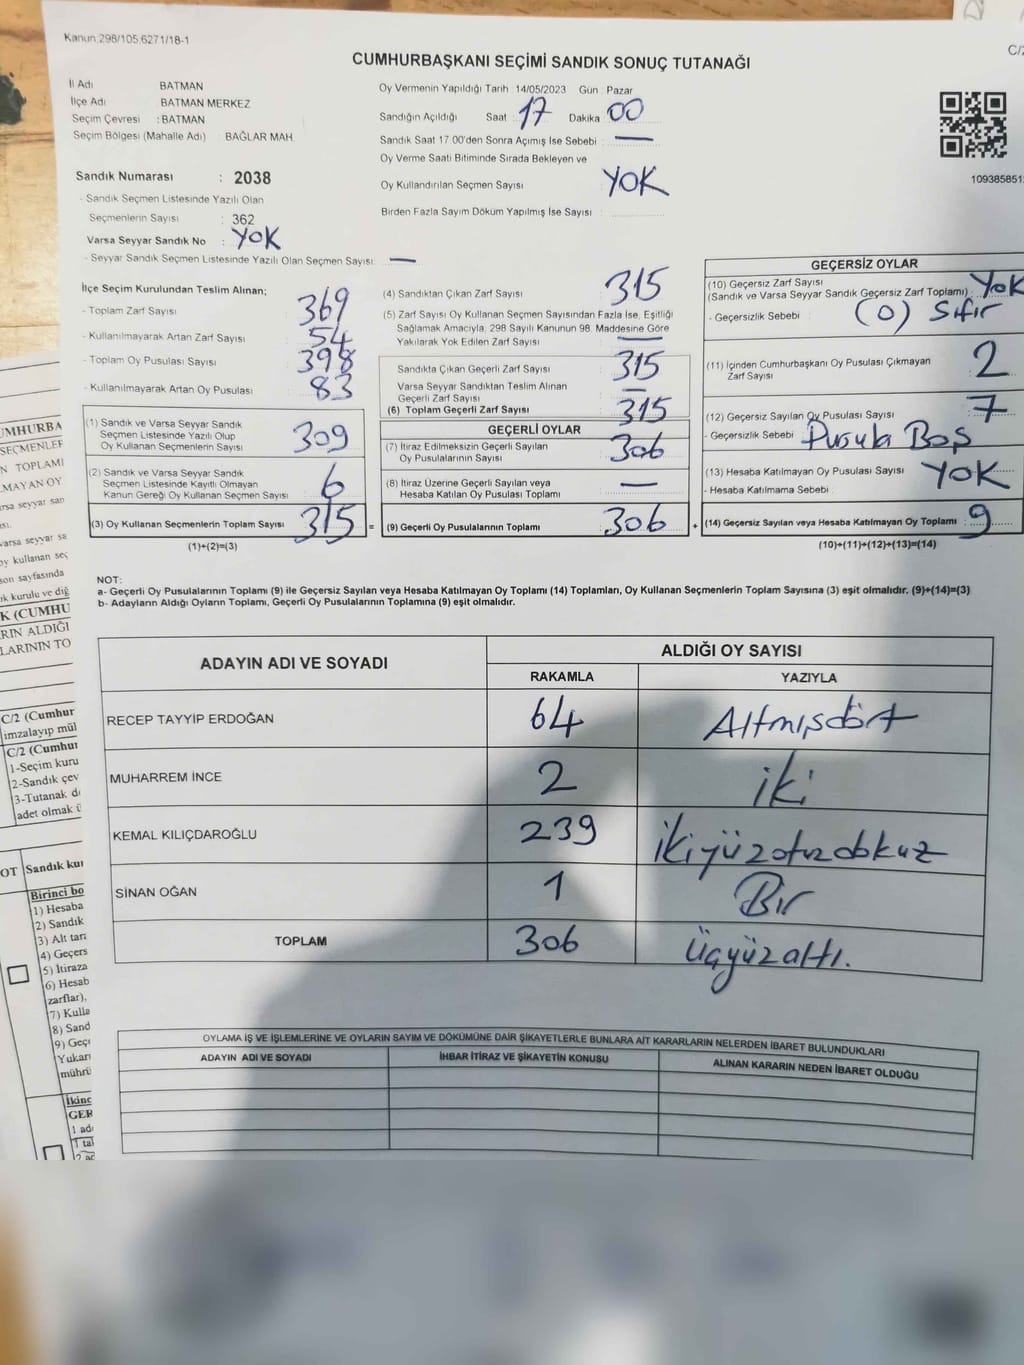 Kanun.298/105,6271/18-1
C/2
CUMHURBAŞKANI SEÇİMİ SANDIK SONUÇ TUTANAĞI
İl Adı BATMAN
İlçe Adı BATMAN MERKEZ
Seçim Çevresi : BATMAN
Seçim Bölgesi (Mahalle Adı) : BAĞLAR MAH.
Sandık Numarası : 2038
- Sandık Seçmen Listesinde Yazılı Olan
Seçmenlerin Sayısı : 362
Varsa Seyyar Sandık No : YOK
- Seyyar Sandık Seçmen Listesinde Yazılı Olan Seçmen Sayısı: —
Oy Vermenin Yapıldığı Tarih 14/05/2023 Gün : Pazar
Sandığın Açıldığı Saat : 17 Dakika : 00
Sandık Saat 17 00'den Sonra Açımış İse Sebebi : —
Oy Verme Saati Bitiminde Sırada Bekleyen ve
Oy Kullandırılan Seçmen Sayısı : YOK
Birden Fazla Sayım Döküm Yapılmış İse Sayısı :
109385851
İlçe Seçim Kurulundan Teslim Alınan;
- Toplam Zarf Sayısı : 369
- Kullanılmayarak Artan Zarf Sayısı : 54
- Toplam Oy Pusulası Sayısı : 398
- Kullanılmayarak Artan Oy Pusulası : 83
(1) Sandık ve Varsa Seyyar Sandık
Seçmen Listesinde Yazılı Olup
Oy Kullanan Seçmenlerin Sayısı 309
(2) Sandık ve Varsa Seyyar Sandık
Seçmen Listesinde Kayıtlı Olmayan
Kanun Gereği Oy Kullanan Seçmen Sayısı 6
(3) Oy Kullanan Seçmenlerin Toplam Sayısı 315
(1)+(2)=(3)
(4) Sandıktan Çıkan Zarf Sayısı : 315
(5) Zarf Sayısı Oy Kullanan Seçmen Sayısından Fazla İse, Eşitliği
Sağlamak Amacıyla, 298 Sayılı Kanunun 98. Maddesine Göre
Yakılarak Yok Edilen Zarf Sayısı : —
Sandıkta Çıkan Geçerli Zarf Sayısı : 315
Varsa Seyyar Sandıktan Teslim Alınan
Geçerli Zarf Sayısı : —
(6) Toplam Geçerli Zarf Sayısı : 315
GEÇERLİ OYLAR
(7) İtiraz Edilmeksizin Geçerli Sayılan
Oy Pusulalarının Sayısı : 306
(8) İtiraz Üzerine Geçerli Sayılan veya
Hesaba Katılan Oy Pusulası Toplamı : —
= (9) Geçerli Oy Pusulalarının Toplamı : 306 +
GEÇERSİZ OYLAR
(10) Geçersiz Zarf Sayısı
(Sandık ve Varsa Seyyar Sandık Geçersiz Zarf Toplamı) : YOK
- Geçersizlik Sebebi : (0) Sıfır
(11) İçinden Cumhurbaşkanı Oy Pusulası Çıkmayan
Zarf Sayısı : 2
(12) Geçersiz Sayılan Oy Pusulası Sayısı : 7
- Geçersizlik Sebebi : Pusula Boş
(13) Hesaba Katılmayan Oy Pusulası Sayısı : YOK
- Hesaba Katılmama Sebebi :
(14) Geçersiz Sayılan veya Hesaba Katılmayan Oy Toplamı : 9
(10)+(11)+(12)+(13)=(14)
NOT:
a- Geçerli Oy Pusulalarının Toplamı (9) ile Geçersiz Sayılan veya Hesaba Katılmayan Oy Toplamı (14) Toplamları, Oy Kullanan Seçmenlerin Toplam Sayısına (3) eşit olmalıdır. (9)+(14)=(3)
b- Adayların Aldığı Oyların Toplamı, Geçerli Oy Pusulalarının Toplamına (9) eşit olmalıdır.
ADAYIN ADI VE SOYADI
ALDIĞI OY SAYISI
RAKAMLA YAZIYLA
RECEP TAYYİP ERDOĞAN 64 Altmışdört
MUHARREM İNCE 2 iki
KEMAL KILIÇDAROĞLU 239 ikiyüzotuzdokuz
SİNAN OĞAN 1 Bir
TOPLAM 306 üçyüzaltı.
OYLAMA İŞ VE İŞLEMLERİNE VE OYLARIN SAYIM VE DÖKÜMÜNE DAİR ŞİKAYETLERLE BUNLARA AİT KARARLARIN NELERDEN İBARET BULUNDUKLARI
ADAYIN ADI VE SOYADI İHBAR İTİRAZ VE ŞİKAYETİN KONUSU ALINAN KARARIN NEDEN İBARET OLDUĞU
UMHURBA
SEÇMENLER
N TOPLAMI
LMAYAN OY
varsa seyyar sa
oy kullanan seç
son sayfasında
ık kurulu ve diğ
K (CUMHU
RIN ALDIĞI
LARININ TO
C/2 (Cumhur
imzalayıp mül
C/2 (Cumhur
1-Seçim kuru
2-Sandık çev
3-Tutanak d
adet olmak ü
OT Sandık ku
Birinci bo
1) Hesaba
2) Sandık
3) Alt tar
4) Geçers
5) İtiraza
6) Hesab
zarflar),
7) Kulla
8) Sand
9) Geçi
Yukarı
mührü
İkinc
GER
1 ad
1 tal